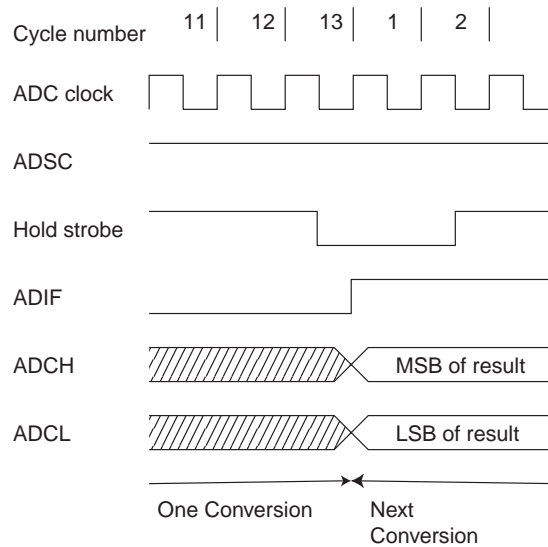 Cycle number 11 12 13 1 2
ADC clock
ADSC
Hold strobe
ADIF
ADCH MSB of result
ADCL LSB of result
One Conversion Next
Conversion